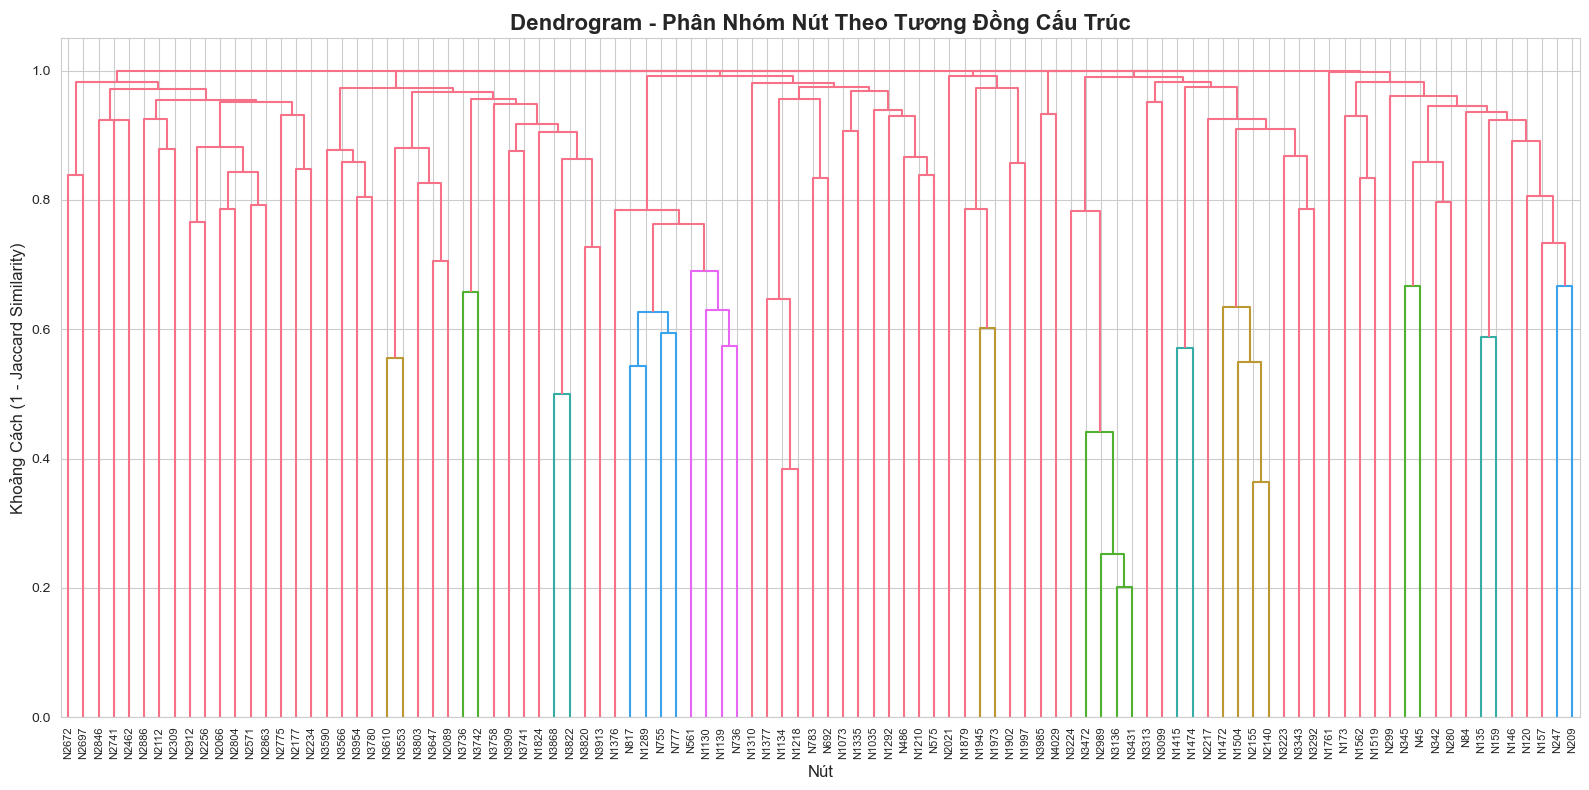 Dendrogram - Phân Nhóm Nút Theo Tương Đồng Cấu Trúc
Khoảng Cách (1 - Jaccard Similarity)
1.0
0.8
0.6
0.4
0.2
0.0
N2672
N2697
N2846
N2741
N2462
N2886
N2112
N2309
N2912
N2256
N2066
N2804
N2571
N2863
N2775
N2177
N2234
N3590
N3566
N3954
N3780
N3610
N3553
N3803
N3647
N2089
N3736
N3742
N3758
N3909
N3741
N1824
N3868
N3822
N3820
N3913
N1376
N817
N1289
N755
N777
N561
N1130
N1139
N736
N1310
N1377
N1134
N1218
N783
N692
N1073
N1335
N1035
N1292
N486
N1210
N575
N2021
N1879
N1945
N1973
N1902
N1997
N3985
N4029
N3224
N3472
N2989
N3136
N3431
N3313
N3099
N1415
N1474
N2217
N1472
N1504
N2155
N2140
N3223
N3343
N3292
N1761
N173
N1562
N1519
N299
N345
N45
N342
N280
N84
N135
N159
N146
N120
N157
N247
N209
Nút